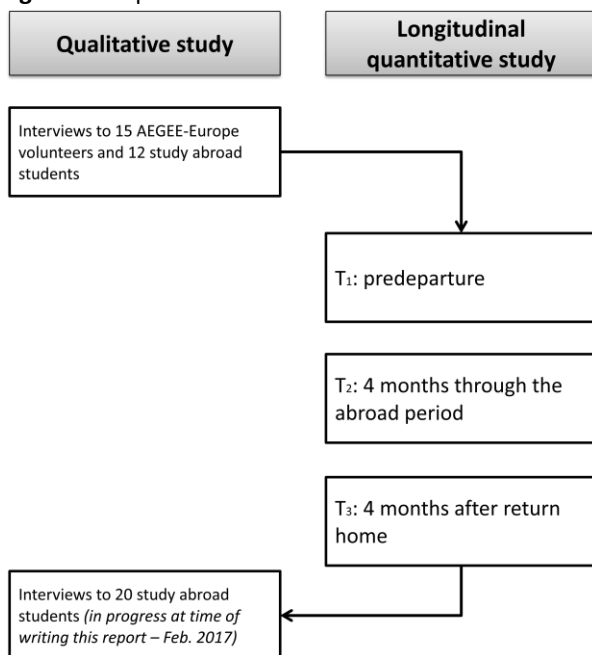 Qualitative study
Longitudinal
quantitative study
Interviews to 15 AEGEE-Europe
volunteers and 12 study abroad
students
T1: predeparture
T2: 4 months through the
abroad period
T3: 4 months after return
home
Interviews to 20 study abroad
students (in progress at time of
writing this report – Feb. 2017)